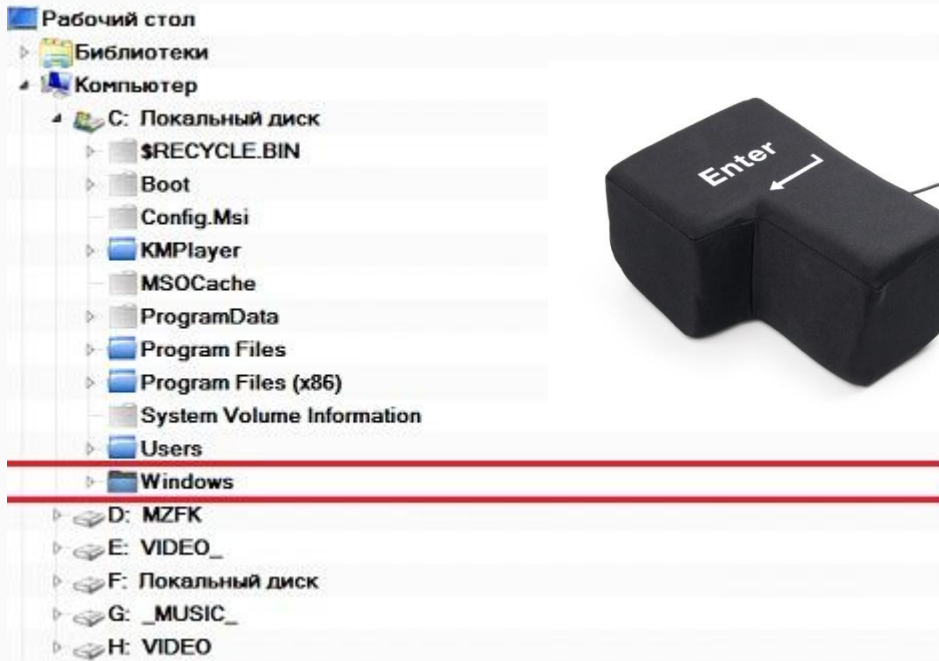 Рабочий стол
Библиотеки
Компьютер
C: Локальный диск
$RECYCLE.BIN
Boot
Config.Msi
KMPlayer
MSOCache
ProgramData
Program Files
Program Files (x86)
System Volume Information
Users
Windows
D: MZFK
E: VIDEO_
F: Локальный диск
G: _MUSIC_
H: VIDEO
Enter